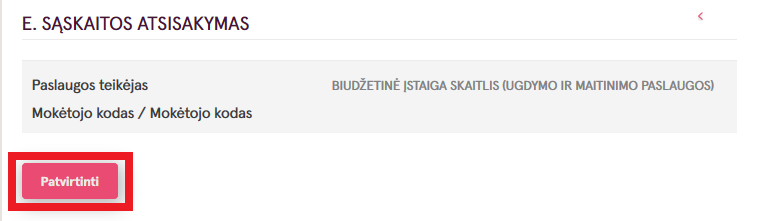 E. SĄSKAITOS ATSISAKYMAS
Paslaugos teikėjas BIUDŽETINĖ ĮSTAIGA SKAITLIS (UGDYMO IR MAITINIMO PASLAUGOS)
Mokėtojo kodas / Mokėtojo kodas
Patvirtinti